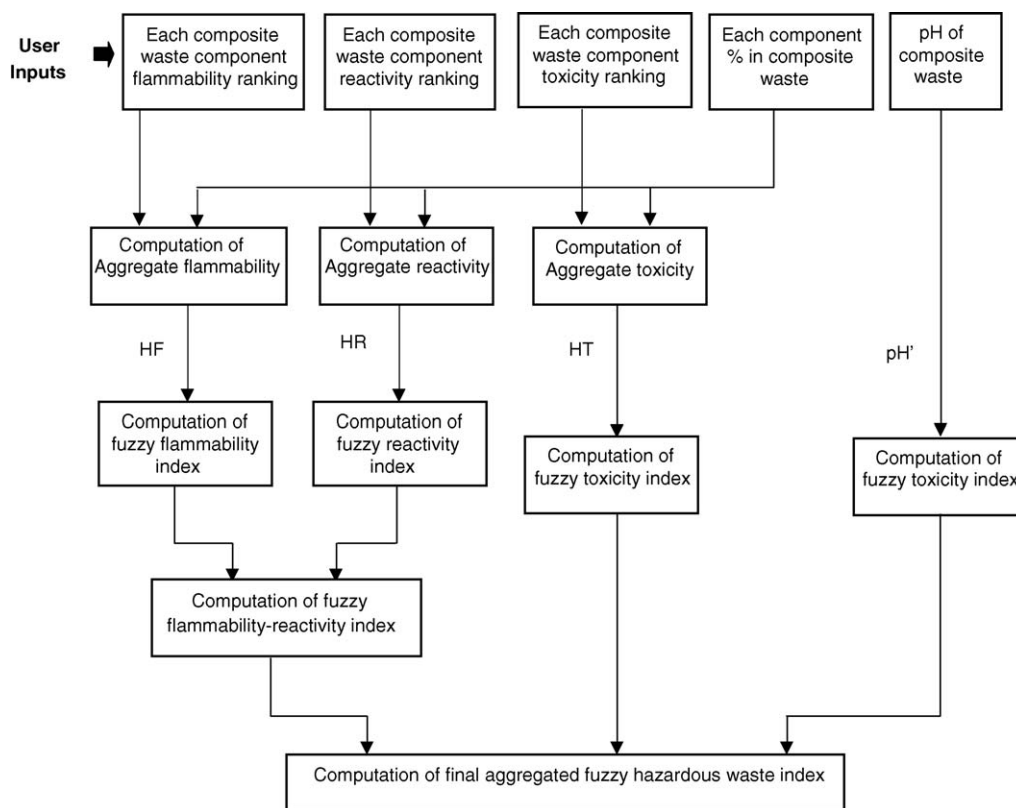 User
Inputs
Each composite
waste component
flammability ranking
Each composite
waste component
reactivity ranking
Each composite
waste component
toxicity ranking
Each component
% in composite
waste
pH of
composite
waste
Computation of
Aggregate flammability
Computation of
Aggregate reactivity
Computation of
Aggregate toxicity
HF
HR
HT
pH’
Computation of
fuzzy flammability
index
Computation of
fuzzy reactivity
index
Computation of
fuzzy toxicity index
Computation of
fuzzy toxicity index
Computation of fuzzy
flammability-reactivity index
Computation of final aggregated fuzzy hazardous waste index